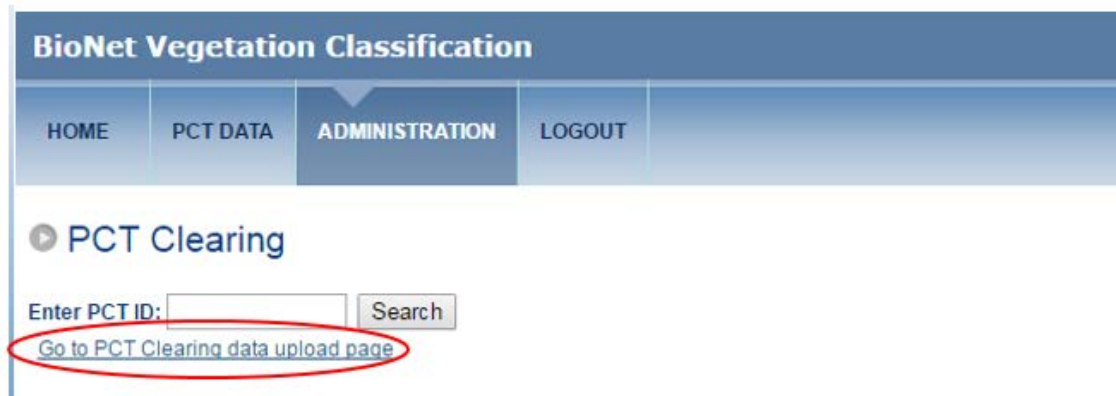 BioNet Vegetation Classification
HOME PCT DATA ADMINISTRATION LOGOUT
PCT Clearing
Enter PCT ID: Search
Go to PCT Clearing data upload page